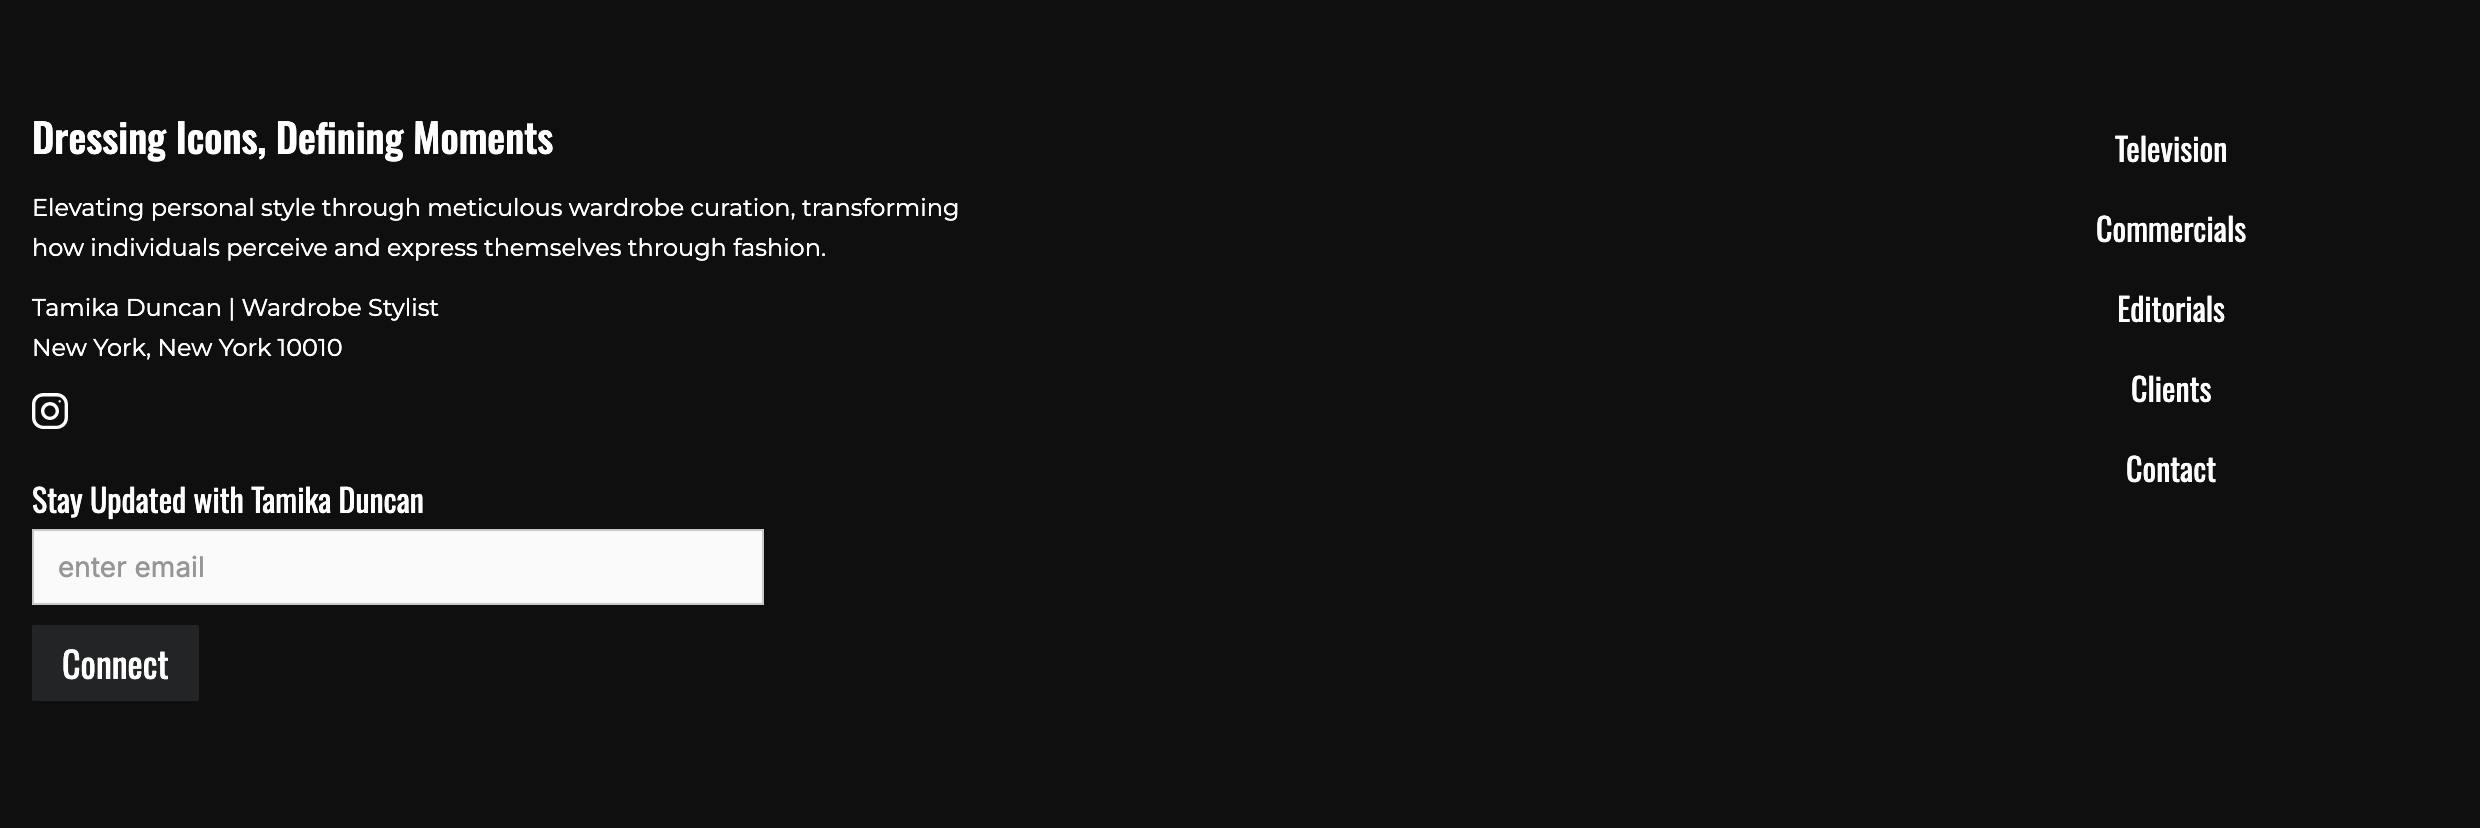 Dressing Icons, Defining Moments
Elevating personal style through meticulous wardrobe curation, transforming
how individuals perceive and express themselves through fashion.
Tamika Duncan | Wardrobe Stylist
New York, New York 10010
Stay Updated with Tamika Duncan
enter email
Connect
Television
Commercials
Editorials
Clients
Contact